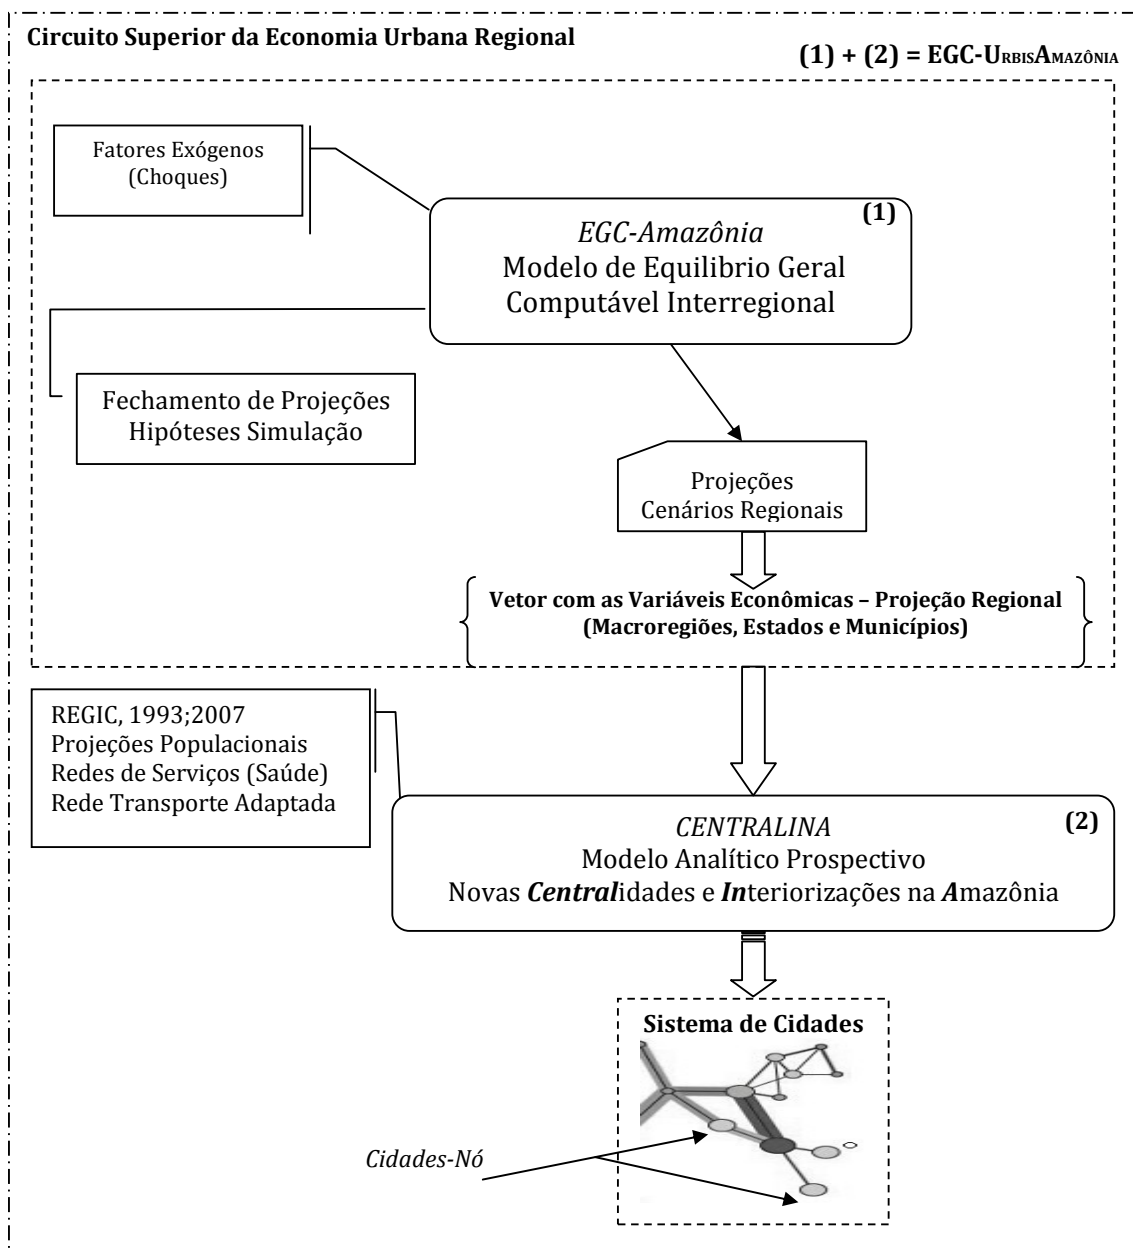 Circuito Superior da Economia Urbana Regional
(1) + (2) = EGC-URBISAMAZÔNIA
Fatores Exógenos
(Choques)
(1)
EGC-Amazônia
Modelo de Equilibrio Geral
Computável Interregional
Fechamento de Projeções
Hipóteses Simulação
Projeções
Cenários Regionais
Vetor com as Variáveis Econômicas – Projeção Regional
(Macroregiões, Estados e Municípios)
REGIC, 1993;2007
Projeções Populacionais
Redes de Serviços (Saúde)
Rede Transporte Adaptada
(2)
CENTRALINA
Modelo Analítico Prospectivo
Novas Centralidades e Interiorizações na Amazônia
Sistema de Cidades
Cidades-Nó